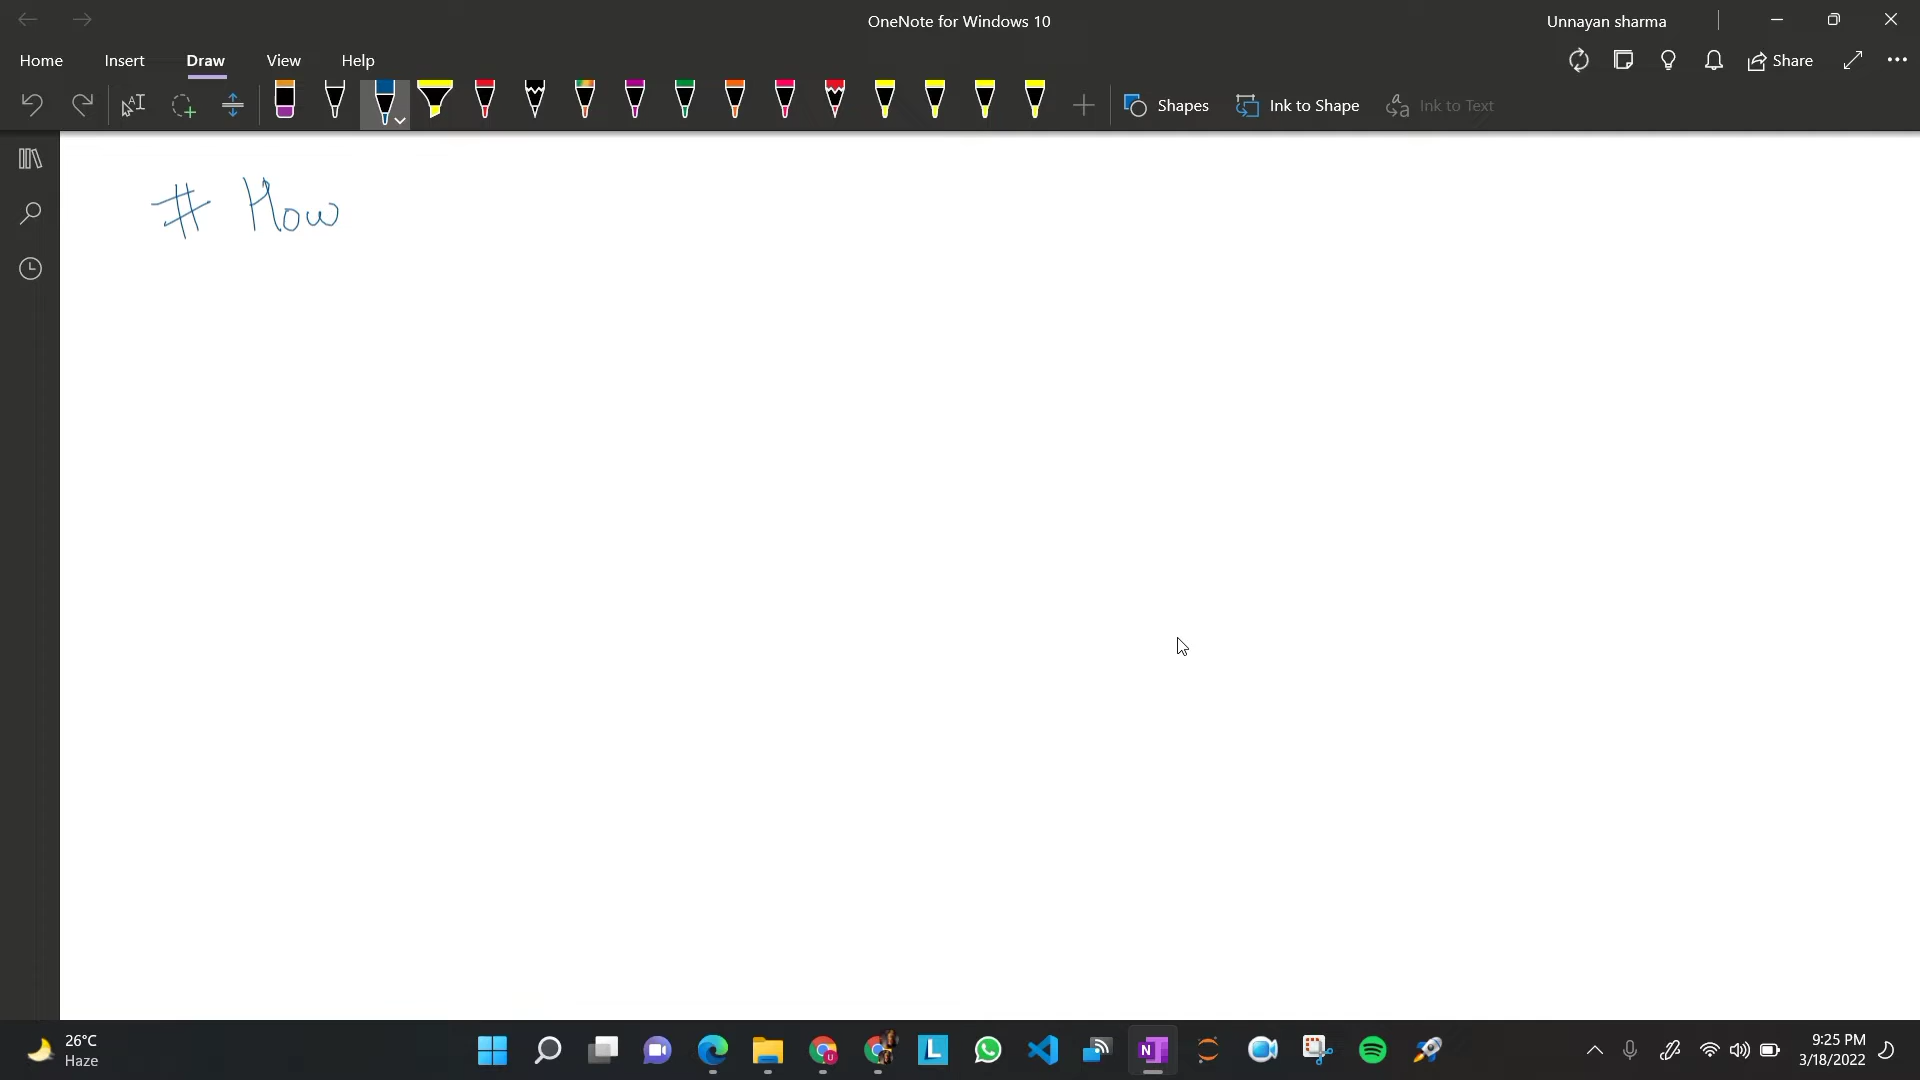 OneNote for Windows 10
Unnayan sharma
Home Insert Draw View Help
Share
Shapes Ink to Shape Ink to Text
# How
26°C
Haze
9:25 PM
3/18/2022